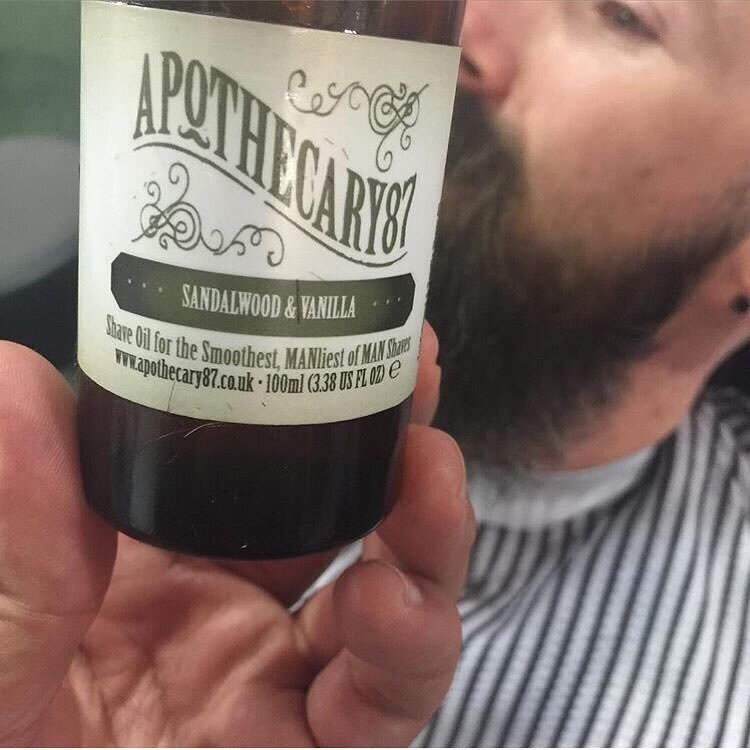 APOTHECARY87
SANDALWOOD & VANILLA
Shave Oil for the Smoothest, MANliest of MAN Shaves
www.apothecary87.co.uk · 100ml (3.38 US FL OZ) ℮